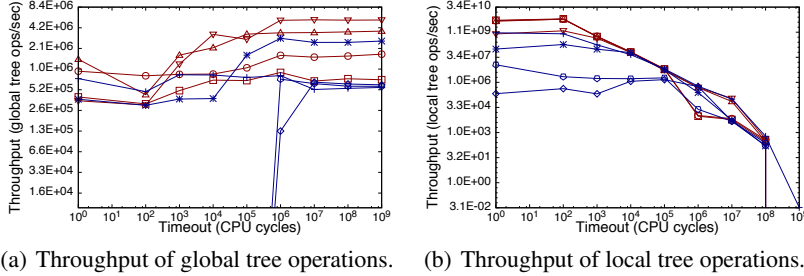 Throughput (global tree ops/sec)
8.4E+06
4.2E+06
2.1E+06
1.0E+06
5.2E+05
2.6E+05
1.3E+05
6.6E+04
3.3E+04
1.6E+04
10^0 10^1 10^2 10^3 10^4 10^5 10^6 10^7 10^8 10^9
Timeout (CPU cycles)
(a) Throughput of global tree operations.
Throughput (local tree ops/sec)
3.4E+10
1.1E+09
3.4E+07
1.0E+06
3.3E+04
1.0E+03
3.2E+01
1.0E+00
3.1E-02
10^0 10^1 10^2 10^3 10^4 10^5 10^6 10^7 10^8 10^9
Timeout (CPU cycles)
(b) Throughput of local tree operations.